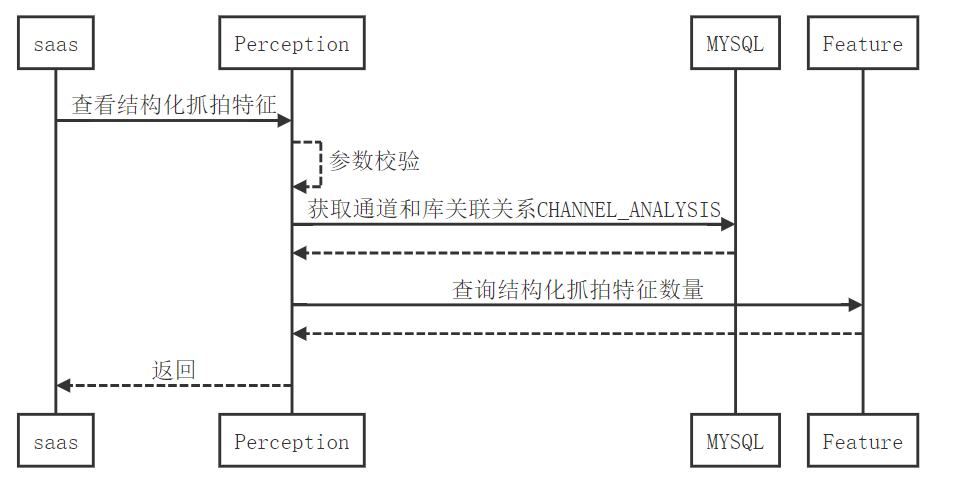 saas
Perception
MYSQL
Feature
查看结构化抓拍特征
参数校验
获取通道和库关联关系CHANNEL_ANALYSIS
查询结构化抓拍特征数量
返回
saas
Perception
MYSQL
Feature